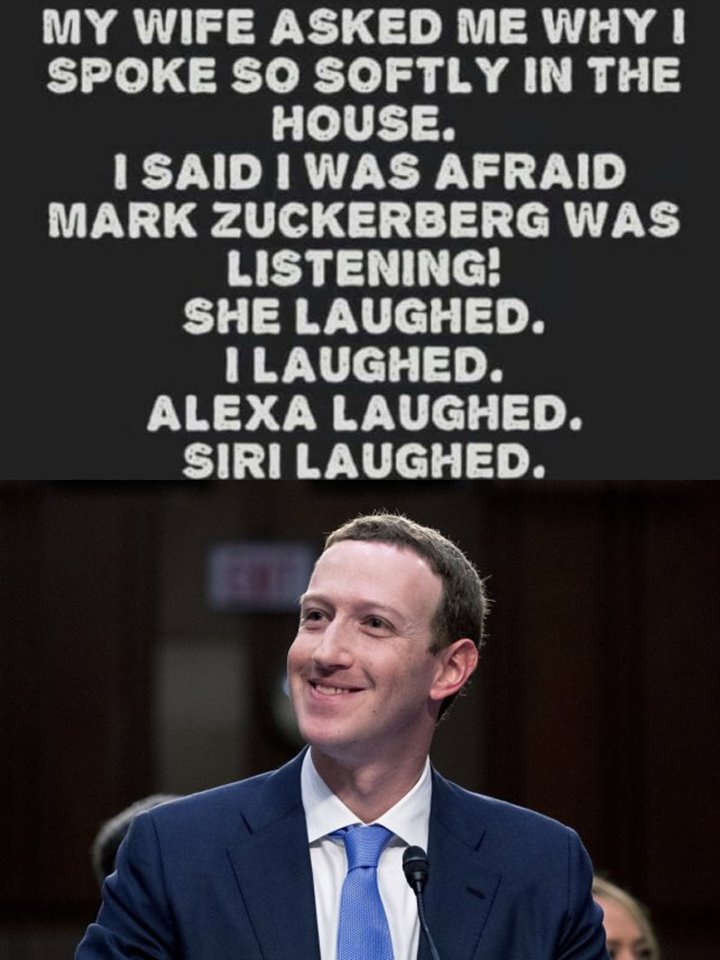 MY WIFE ASKED ME WHY I
SPOKE SO SOFTLY IN THE
HOUSE.
I SAID I WAS AFRAID
MARK ZUCKERBERG WAS
LISTENING!
SHE LAUGHED.
I LAUGHED.
ALEXA LAUGHED.
SIRI LAUGHED.